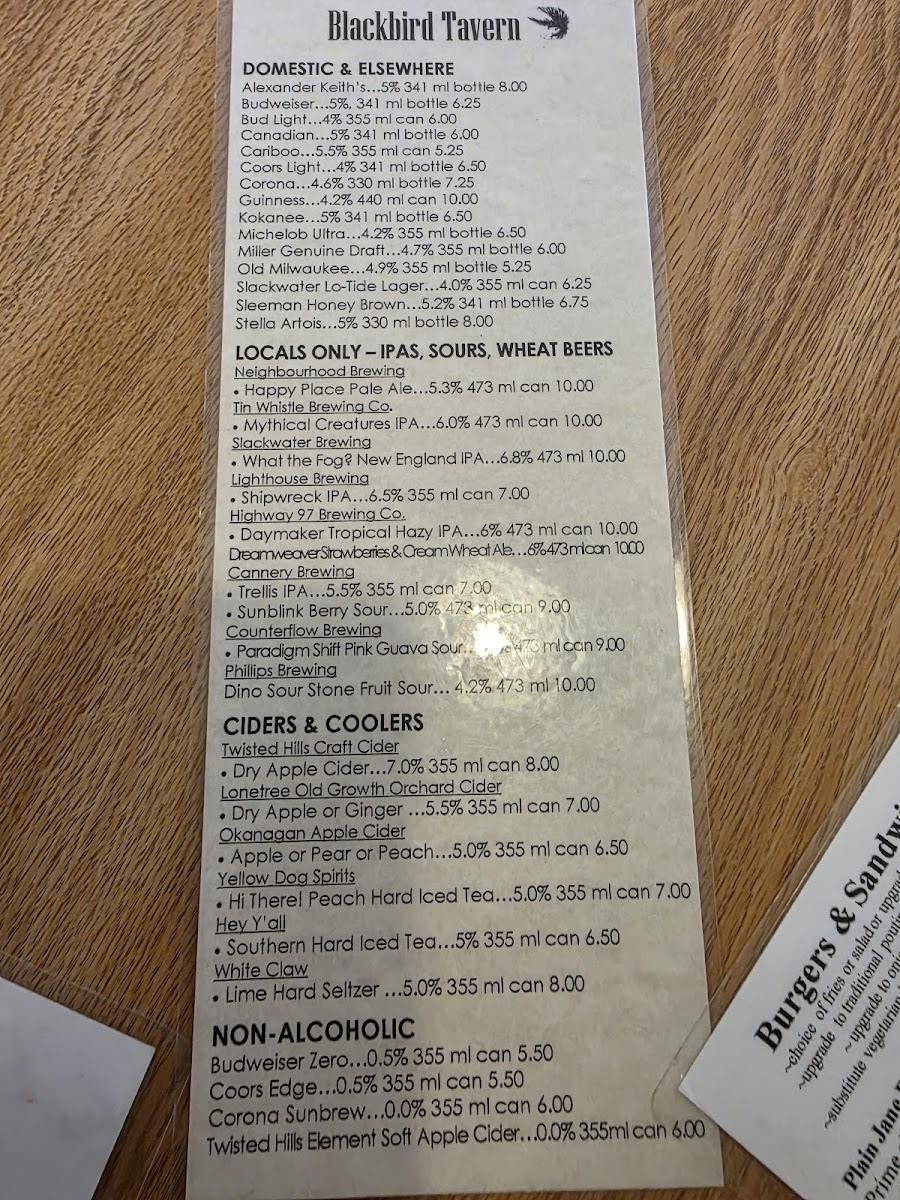 Blackbird Tavern
DOMESTIC & ELSEWHERE
Alexander Keith's...5% 341 ml bottle 8.00
Budweiser...5%, 341 ml bottle 6.25
Bud Light...4% 355 ml can 6.00
Canadian...5% 341 ml bottle 6.00
Cariboo...5.5% 355 ml can 5.25
Coors Light...4% 341 ml bottle 6.50
Corona...4.6% 330 ml bottle 7.25
Guinness...4.2% 440 ml can 10.00
Kokanee...5% 341 ml bottle 6.50
Michelob Ultra...4.2% 355 ml bottle 6.50
Miller Genuine Draft...4.7% 355 ml bottle 6.00
Old Milwaukee...4.9% 355 ml bottle 5.25
Slackwater Lo-Tide Lager...4.0% 355 ml can 6.25
Sleeman Honey Brown...5.2% 341 ml bottle 6.75
Stella Artois...5% 330 ml bottle 8.00
LOCALS ONLY – IPAS, SOURS, WHEAT BEERS
Neighbourhood Brewing
• Happy Place Pale Ale...5.3% 473 ml can 10.00
Tin Whistle Brewing Co.
• Mythical Creatures IPA...6.0% 473 ml can 10.00
Slackwater Brewing
• What the Fog? New England IPA...6.8% 473 ml 10.00
Lighthouse Brewing
• Shipwreck IPA...6.5% 355 ml can 7.00
Highway 97 Brewing Co.
• Daymaker Tropical Hazy IPA...6% 473 ml can 10.00
Dreamweaver Strawberries & Cream Wheat Ale...6% 473 ml can 10.00
Cannery Brewing
• Trellis IPA...5.5% 355 ml can 7.00
• Sunblink Berry Sour...5.0% 473 ml can 9.00
Counterflow Brewing
• Paradigm Shift Pink Guava Sour... 473 ml can 9.00
Phillips Brewing
Dino Sour Stone Fruit Sour... 4.2% 473 ml 10.00
CIDERS & COOLERS
Twisted Hills Craft Cider
• Dry Apple Cider...7.0% 355 ml can 8.00
Lonetree Old Growth Orchard Cider
• Dry Apple or Ginger ...5.5% 355 ml can 7.00
Okanagan Apple Cider
• Apple or Pear or Peach...5.0% 355 ml can 6.50
Yellow Dog Spirits
• Hi There! Peach Hard Iced Tea...5.0% 355 ml can 7.00
Hey Y'all
• Southern Hard Iced Tea...5% 355 ml can 6.50
White Claw
• Lime Hard Seltzer ...5.0% 355 ml can 8.00
NON-ALCOHOLIC
Budweiser Zero...0.5% 355 ml can 5.50
Coors Edge...0.5% 355 ml can 5.50
Corona Sunbrew...0.0% 355 ml can 6.00
Twisted Hills Element Soft Apple Cider...0.0% 355ml can 6.00
Burgers &
~choice of fries or salad or
~upgrade to traditional
~ upgrade to
~substitute vegetarian
Plain Jane